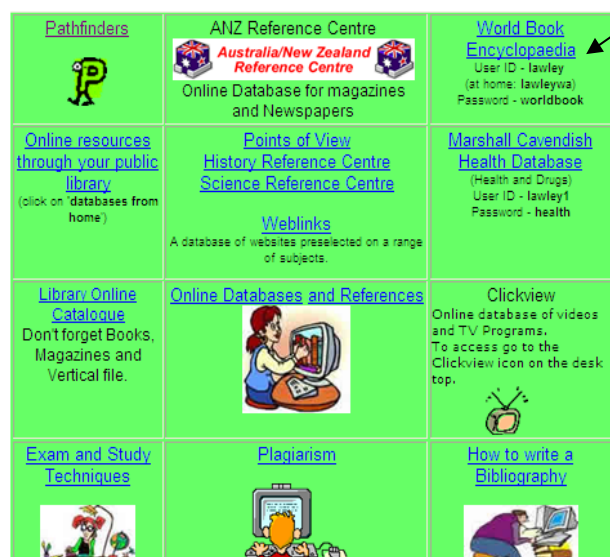 Pathfinders
P
ANZ Reference Centre
Australia/New Zealand
Reference Centre
Online Database for magazines
and Newspapers
World Book
Encyclopaedia
User ID - lawley
(at home: lawleywa)
Password - worldbook
Online resources
through your public
library
(click on 'databases from
home')
Points of View
History Reference Centre
Science Reference Centre
Weblinks
A database of websites preselected on a range
of subjects.
Marshall Cavendish
Health Database
(Health and Drugs)
User ID - lawley1
Password - health
Library Online
Catalogue
Don't forget Books,
Magazines and
Vertical file.
Online Databases and References
Clickview
Online database of videos
and TV Programs.
To access go to the
Clickview icon on the desk
top.
Exam and Study
Techniques
Plagiarism
How to write a
Bibliography